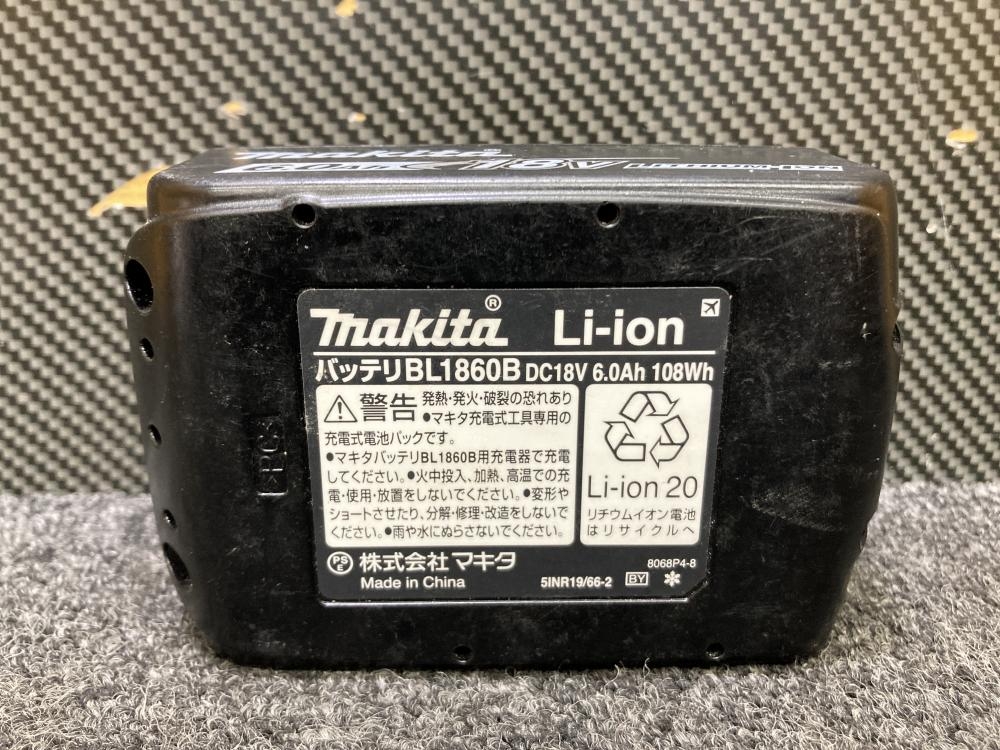 makita
18V
makita®
Li-ion
バッテリBL1860B DC18V 6.0Ah 108Wh
警告 発熱・発火・破裂の恐れあり
●マキタ充電式工具専用の
充電式電池パックです。
●マキタバッテリBL1860B用充電器で充電
してください。●火中投入、加熱、高温での充
電・使用・放置をしないでください。●変形や
ショートさせたり、分解・修理・改造をしないで
ください。●雨や水にぬらさないでください。
Li-ion 20
リチウムイオン電池
はリサイクルへ
PSE 株式会社 マキタ
8068P4-8
Made in China
5INR19/66-2 BY